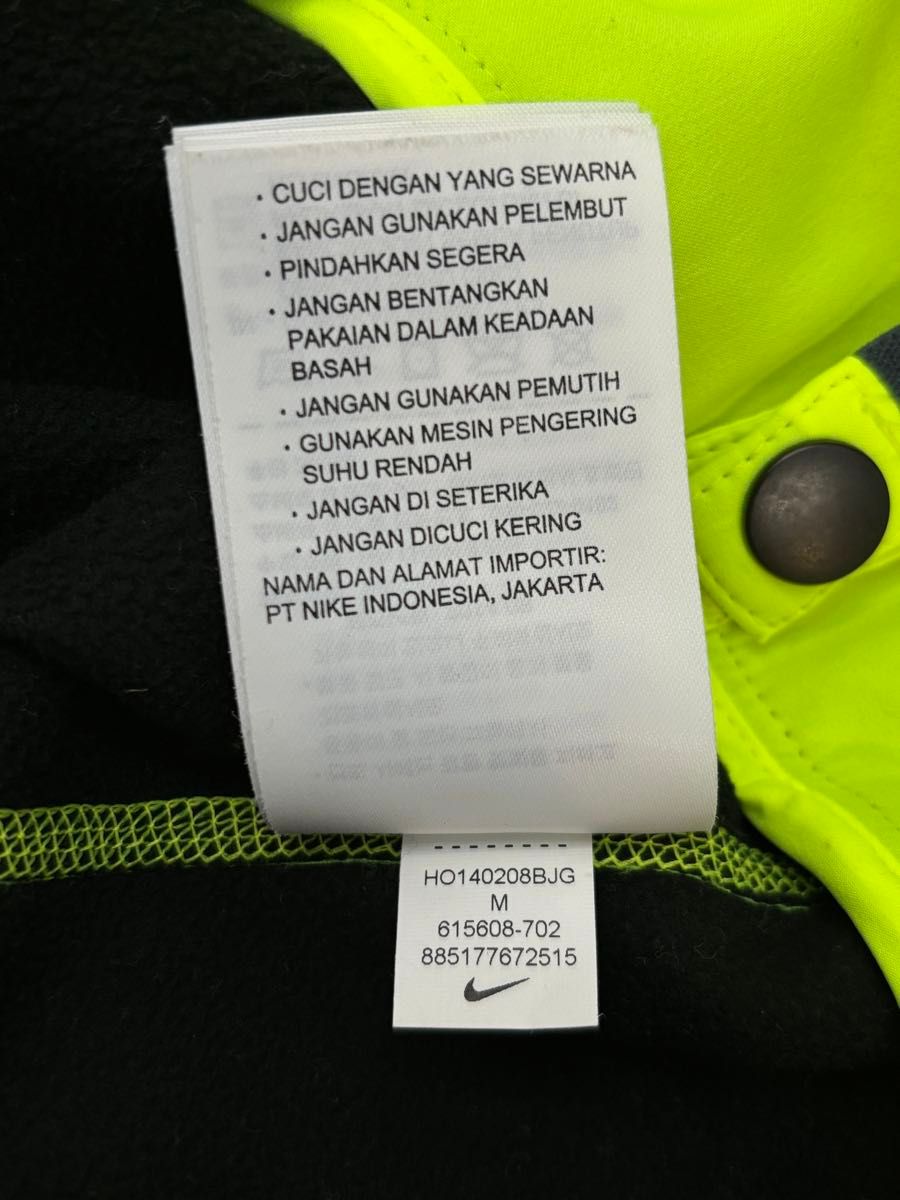 . CUCI DENGAN YANG SEWARNA
. JANGAN GUNAKAN PELEMBUT
. PINDAHKAN SEGERA
. JANGAN BENTANGKAN
PAKAIAN DALAM KEADAAN
BASAH
. JANGAN GUNAKAN PEMUTIH
. GUNAKAN MESIN PENGERING
SUHU RENDAH
. JANGAN DI SETERIKA
. JANGAN DICUCI KERING
NAMA DAN ALAMAT IMPORTIR:
PT NIKE INDONESIA, JAKARTA
HO140208BJG
M
615608-702
885177672515